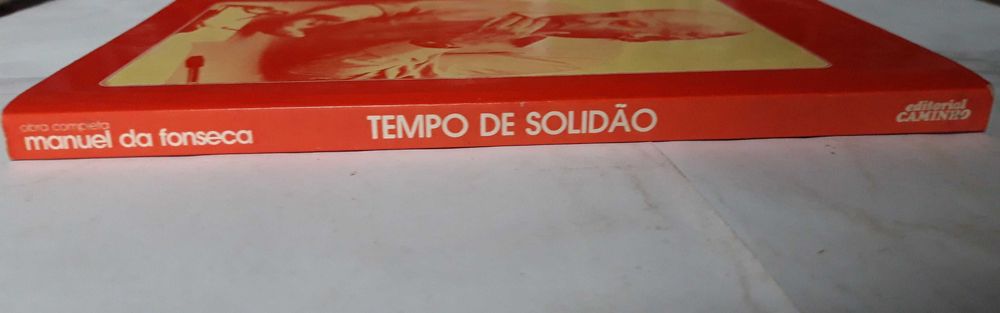 obra completa
manuel da fonseca
TEMPO DE SOLIDÃO
editorial
CAMINHO